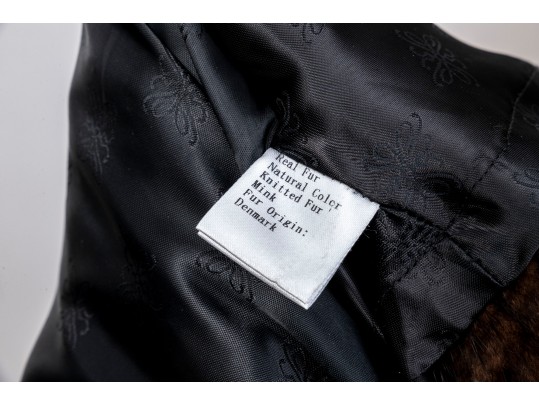 Real Fur
Natural Color
Knitted Fur
Mink
Fur Origin:
Denmark